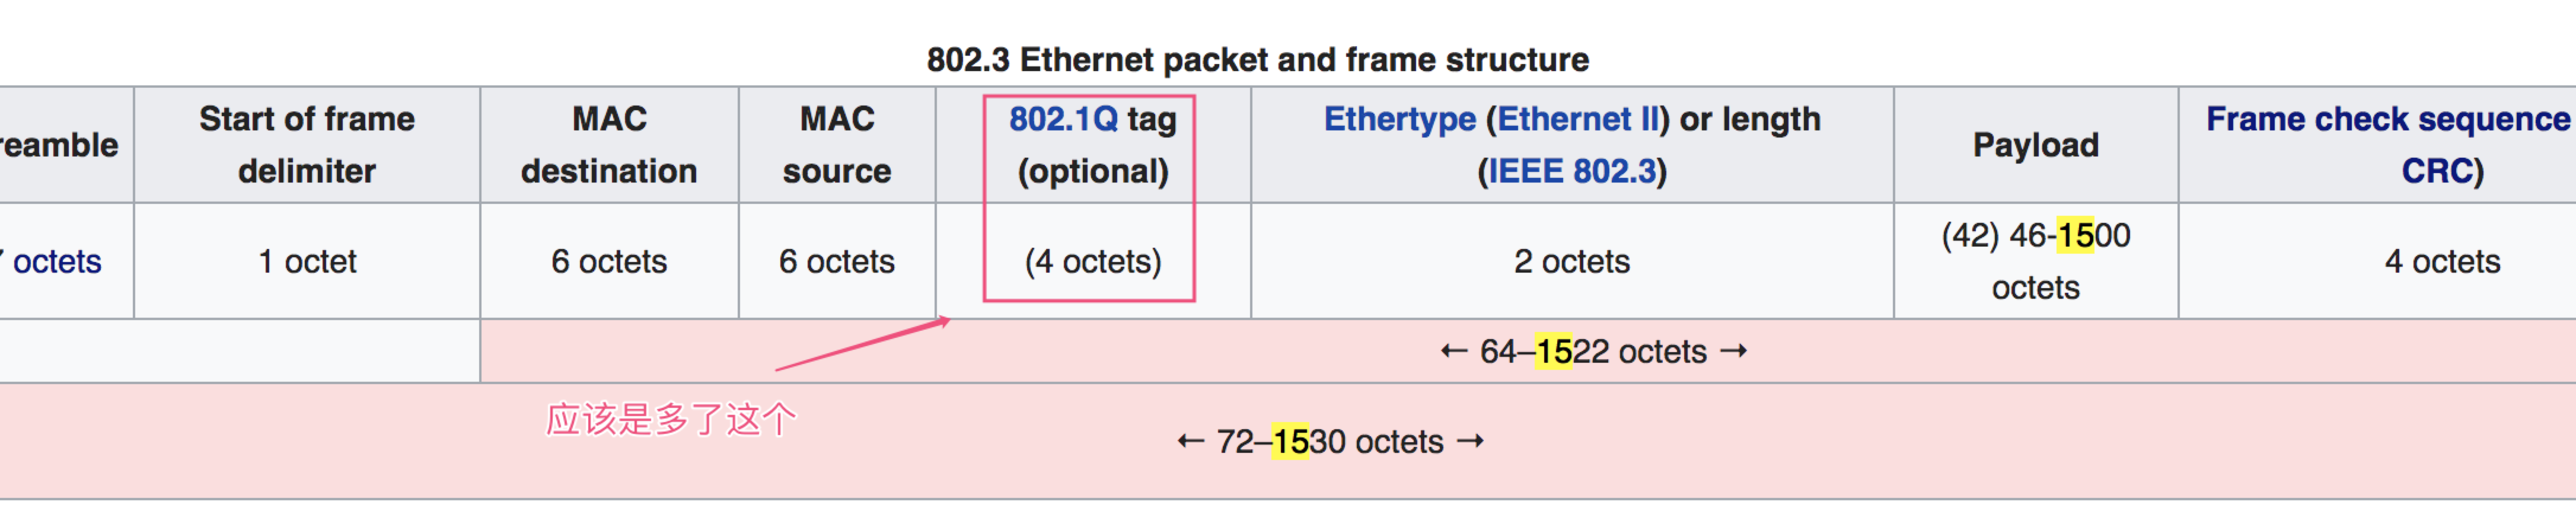 802.3 Ethernet packet and frame structure
reamble
Start of frame
delimiter
MAC
destination
MAC
source
802.1Q tag
(optional)
Ethertype (Ethernet II) or length
(IEEE 802.3)
Payload
Frame check sequence
CRC)
octets
1 octet
6 octets
6 octets
(4 octets)
2 octets
(42) 46-1500
octets
4 octets
← 64–1522 octets →
应该是多了这个
← 72–1530 octets →